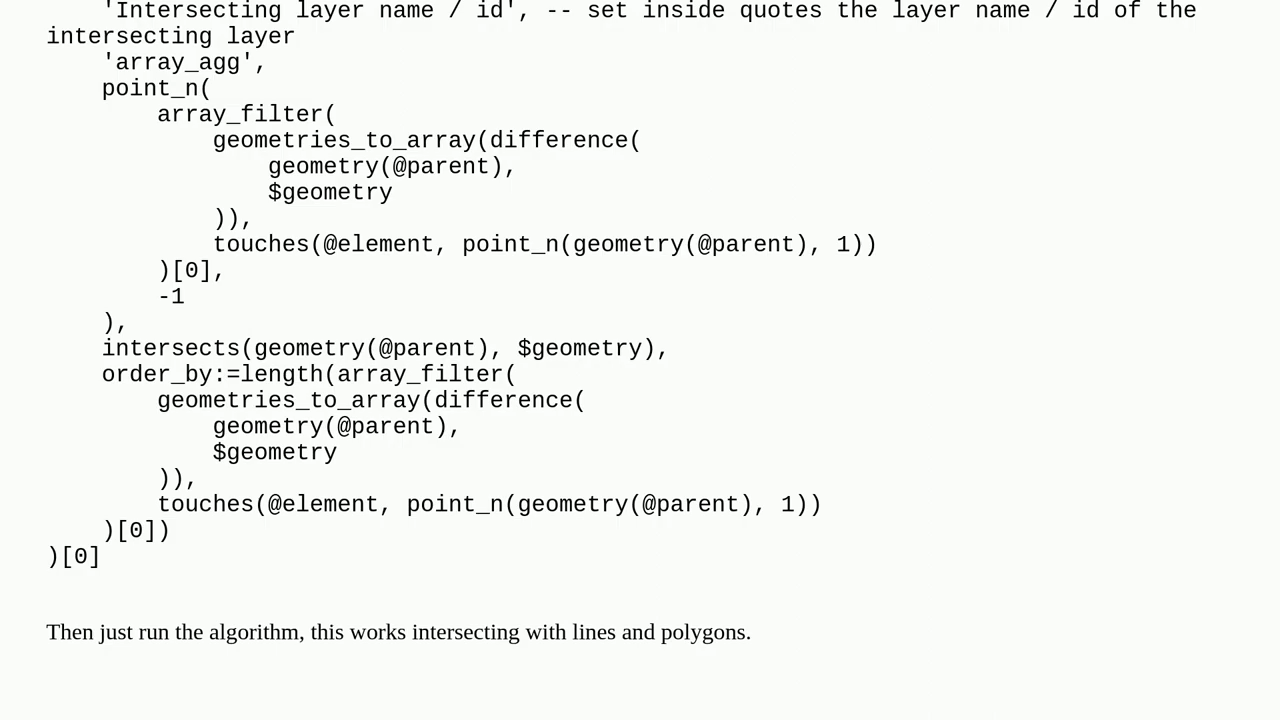 'Intersecting layer name / id', -- set inside quotes the layer name / id of the
intersecting layer
    'array_agg',
    point_n(
        array_filter(
            geometries_to_array(difference(
                geometry(@parent),
                $geometry
            )),
            touches(@element, point_n(geometry(@parent), 1))
        )[0],
        -1
    ),
    intersects(geometry(@parent), $geometry),
    order_by:=length(array_filter(
        geometries_to_array(difference(
            geometry(@parent),
            $geometry
        )),
        touches(@element, point_n(geometry(@parent), 1))
    )[0])
)[0]
Then just run the algorithm, this works intersecting with lines and polygons.